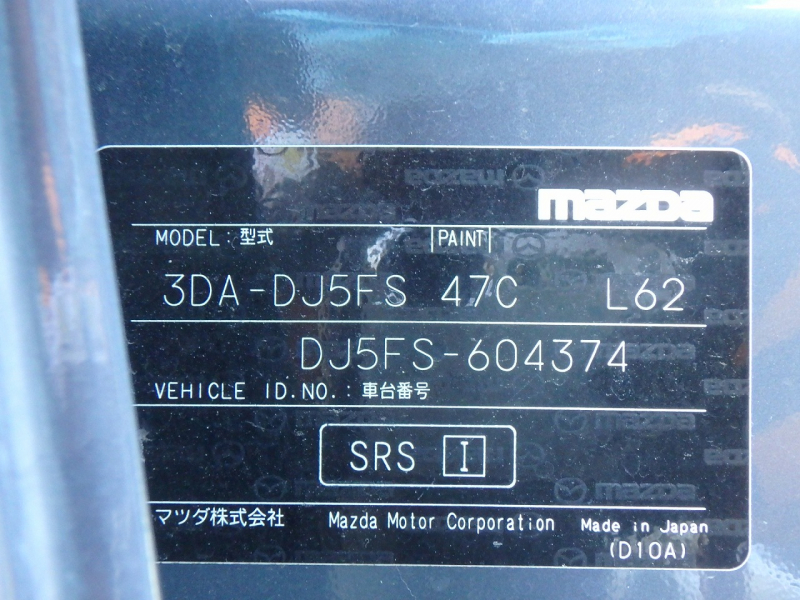 mazda
MODEL : 型式 PAINT
3DA-DJ5FS 47C L62
DJ5FS-604374
VEHICLE ID.NO. : 車台番号
SRS I
マツダ株式会社 Mazda Motor Corporation Made in Japan
(D10A)